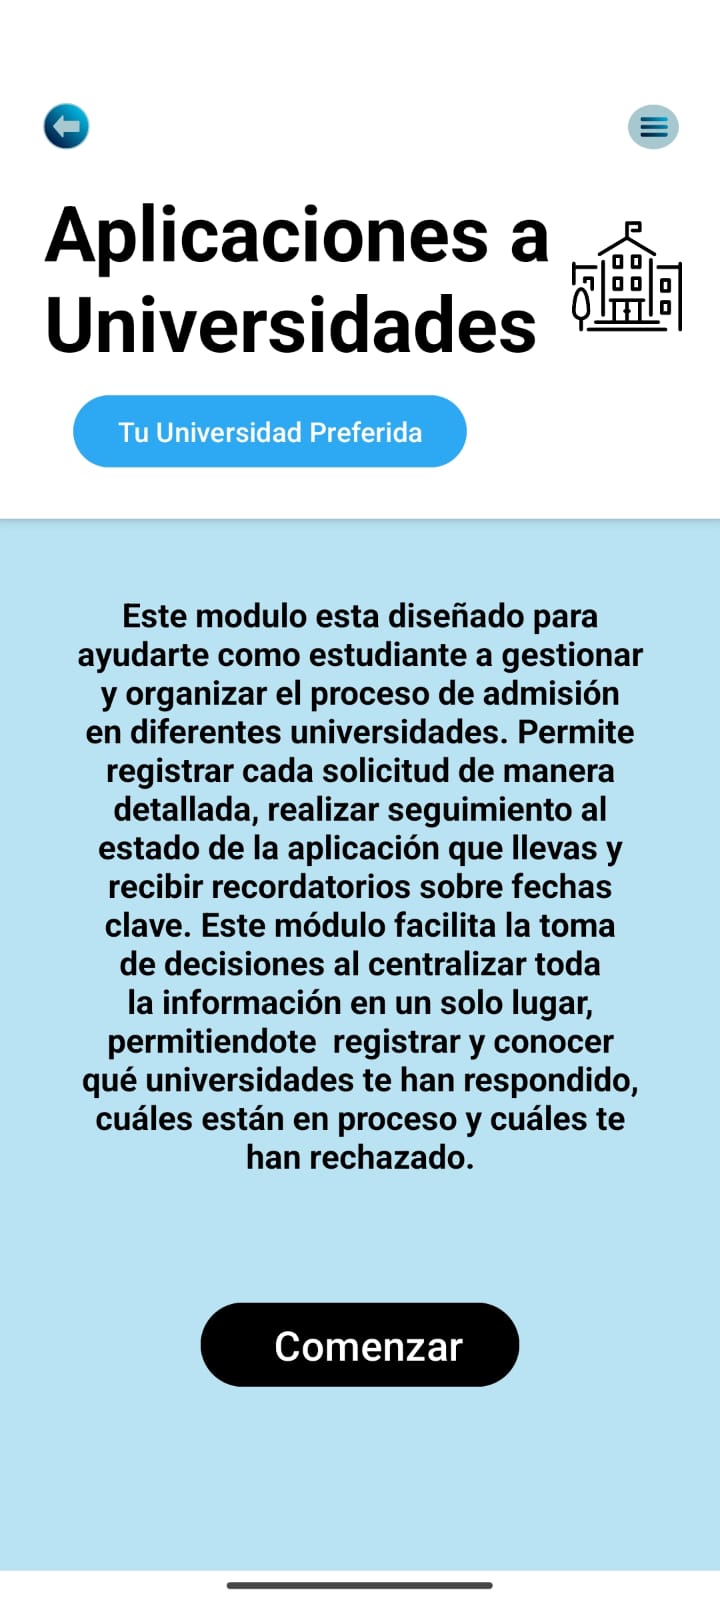 Aplicaciones a
Universidades
Tu Universidad Preferida
Este modulo esta diseñado para
ayudarte como estudiante a gestionar
y organizar el proceso de admisión
en diferentes universidades. Permite
registrar cada solicitud de manera
detallada, realizar seguimiento al
estado de la aplicación que llevas y
recibir recordatorios sobre fechas
clave. Este módulo facilita la toma
de decisiones al centralizar toda
la información en un solo lugar,
permitiendote  registrar y conocer
qué universidades te han respondido,
cuáles están en proceso y cuáles te
han rechazado.
Comenzar